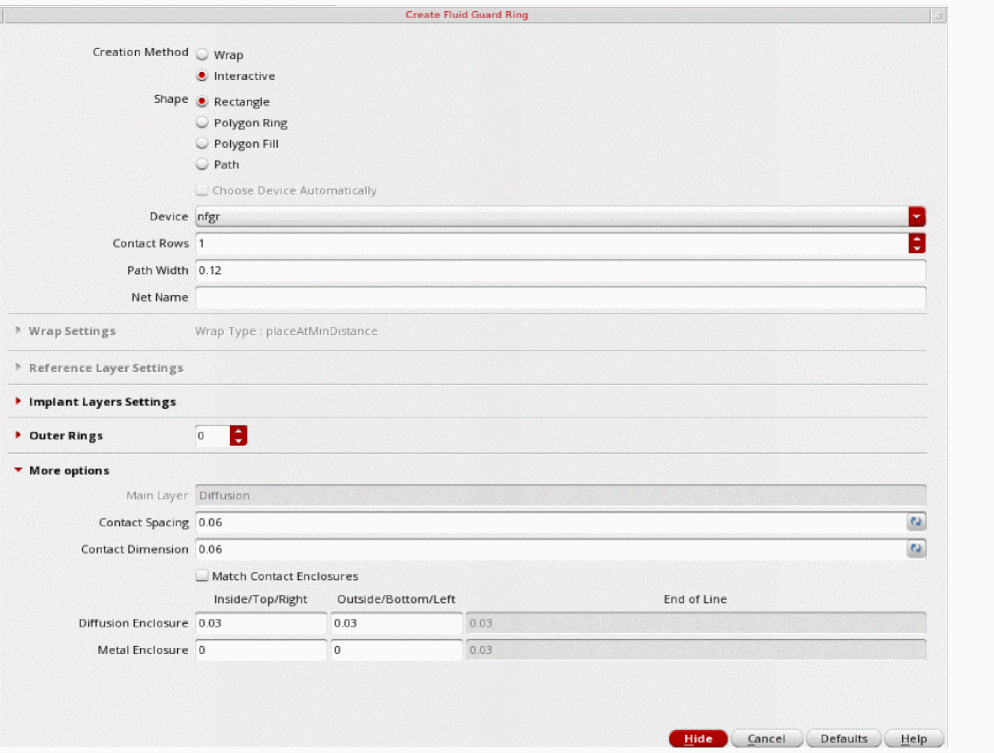 Create Fluid Guard Ring
Creation Method Wrap
Interactive
Shape Rectangle
Polygon Ring
Polygon Fill
Path
Choose Device Automatically
Device nfgr
Contact Rows 1
Path Width 0.12
Net Name
Wrap Settings Wrap Type : placeAtMinDistance
Reference Layer Settings
Implant Layers Settings
Outer Rings 0
More options
Main Layer Diffusion
Contact Spacing 0.06
Contact Dimension 0.06
Match Contact Enclosures
Inside/Top/Right Outside/Bottom/Left End of Line
Diffusion Enclosure 0.03 0.03 0.03
Metal Enclosure 0 0 0.03
Hide Cancel Defaults Help